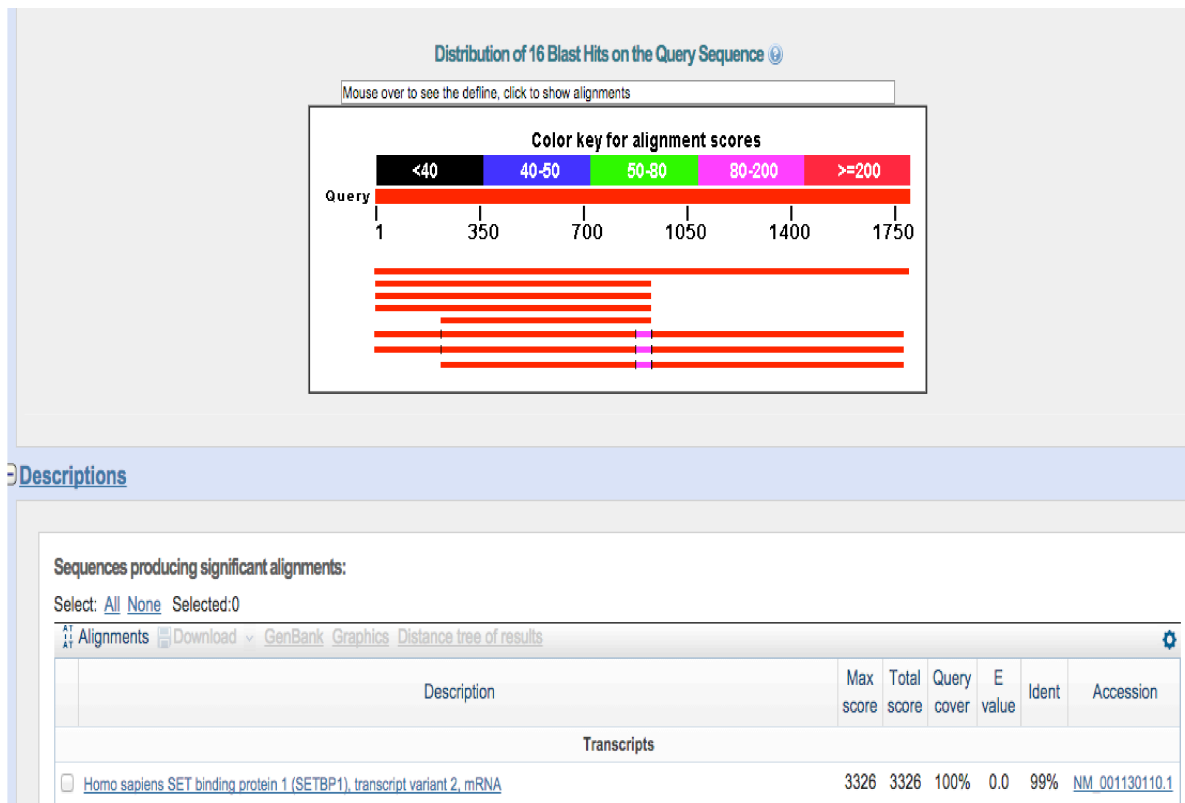 Distribution of 16 Blast Hits on the Query Sequence
Mouse over to see the defline, click to show alignments
Color key for alignment scores
<40 40-50 50-80 80-200 >=200
Query
1 350 700 1050 1400 1750
Descriptions
Sequences producing significant alignments:
Select: All None Selected:0
Alignments Download GenBank Graphics Distance tree of results
Description Max score Total score Query cover E value Ident Accession
Transcripts
Homo sapiens SET binding protein 1 (SETBP1), transcript variant 2, mRNA 3326 3326 100% 0.0 99% NM_001130110.1